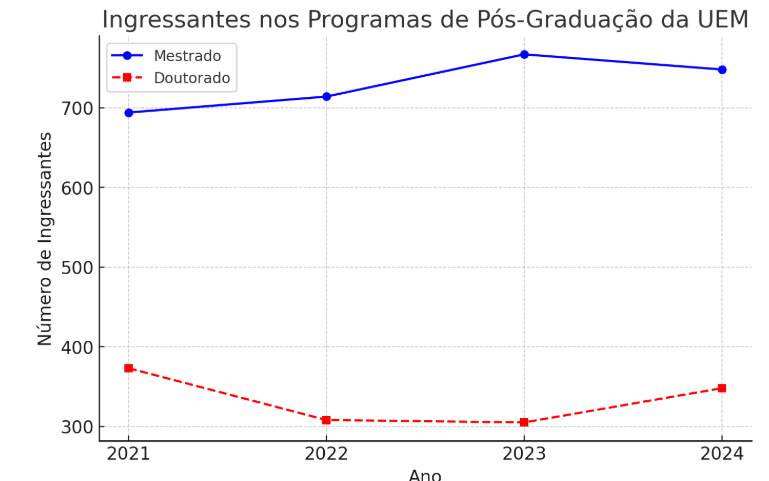 Ingressantes nos Programas de Pós-Graduação da UEM
Mestrado
Doutorado
Número de Ingressantes
700
600
500
400
300
2021
2022
2023
2024
Ano